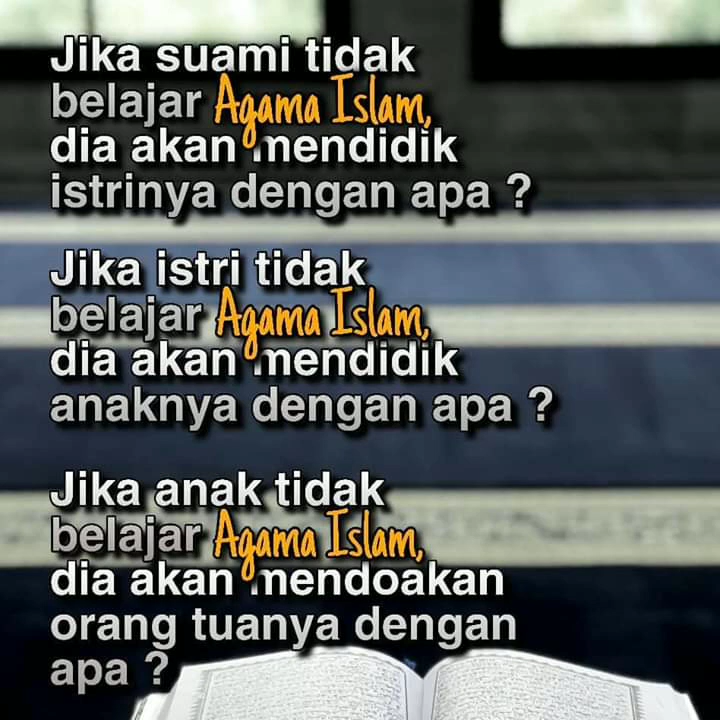 Jika suami tidak
belajar Agama Islam,
dia akan mendidik
istrinya dengan apa ?
Jika istri tidak
belajar Agama Islam,
dia akan mendidik
anaknya dengan apa ?
Jika anak tidak
belajar Agama Islam,
dia akan mendoakan
orang tuanya dengan
apa ?